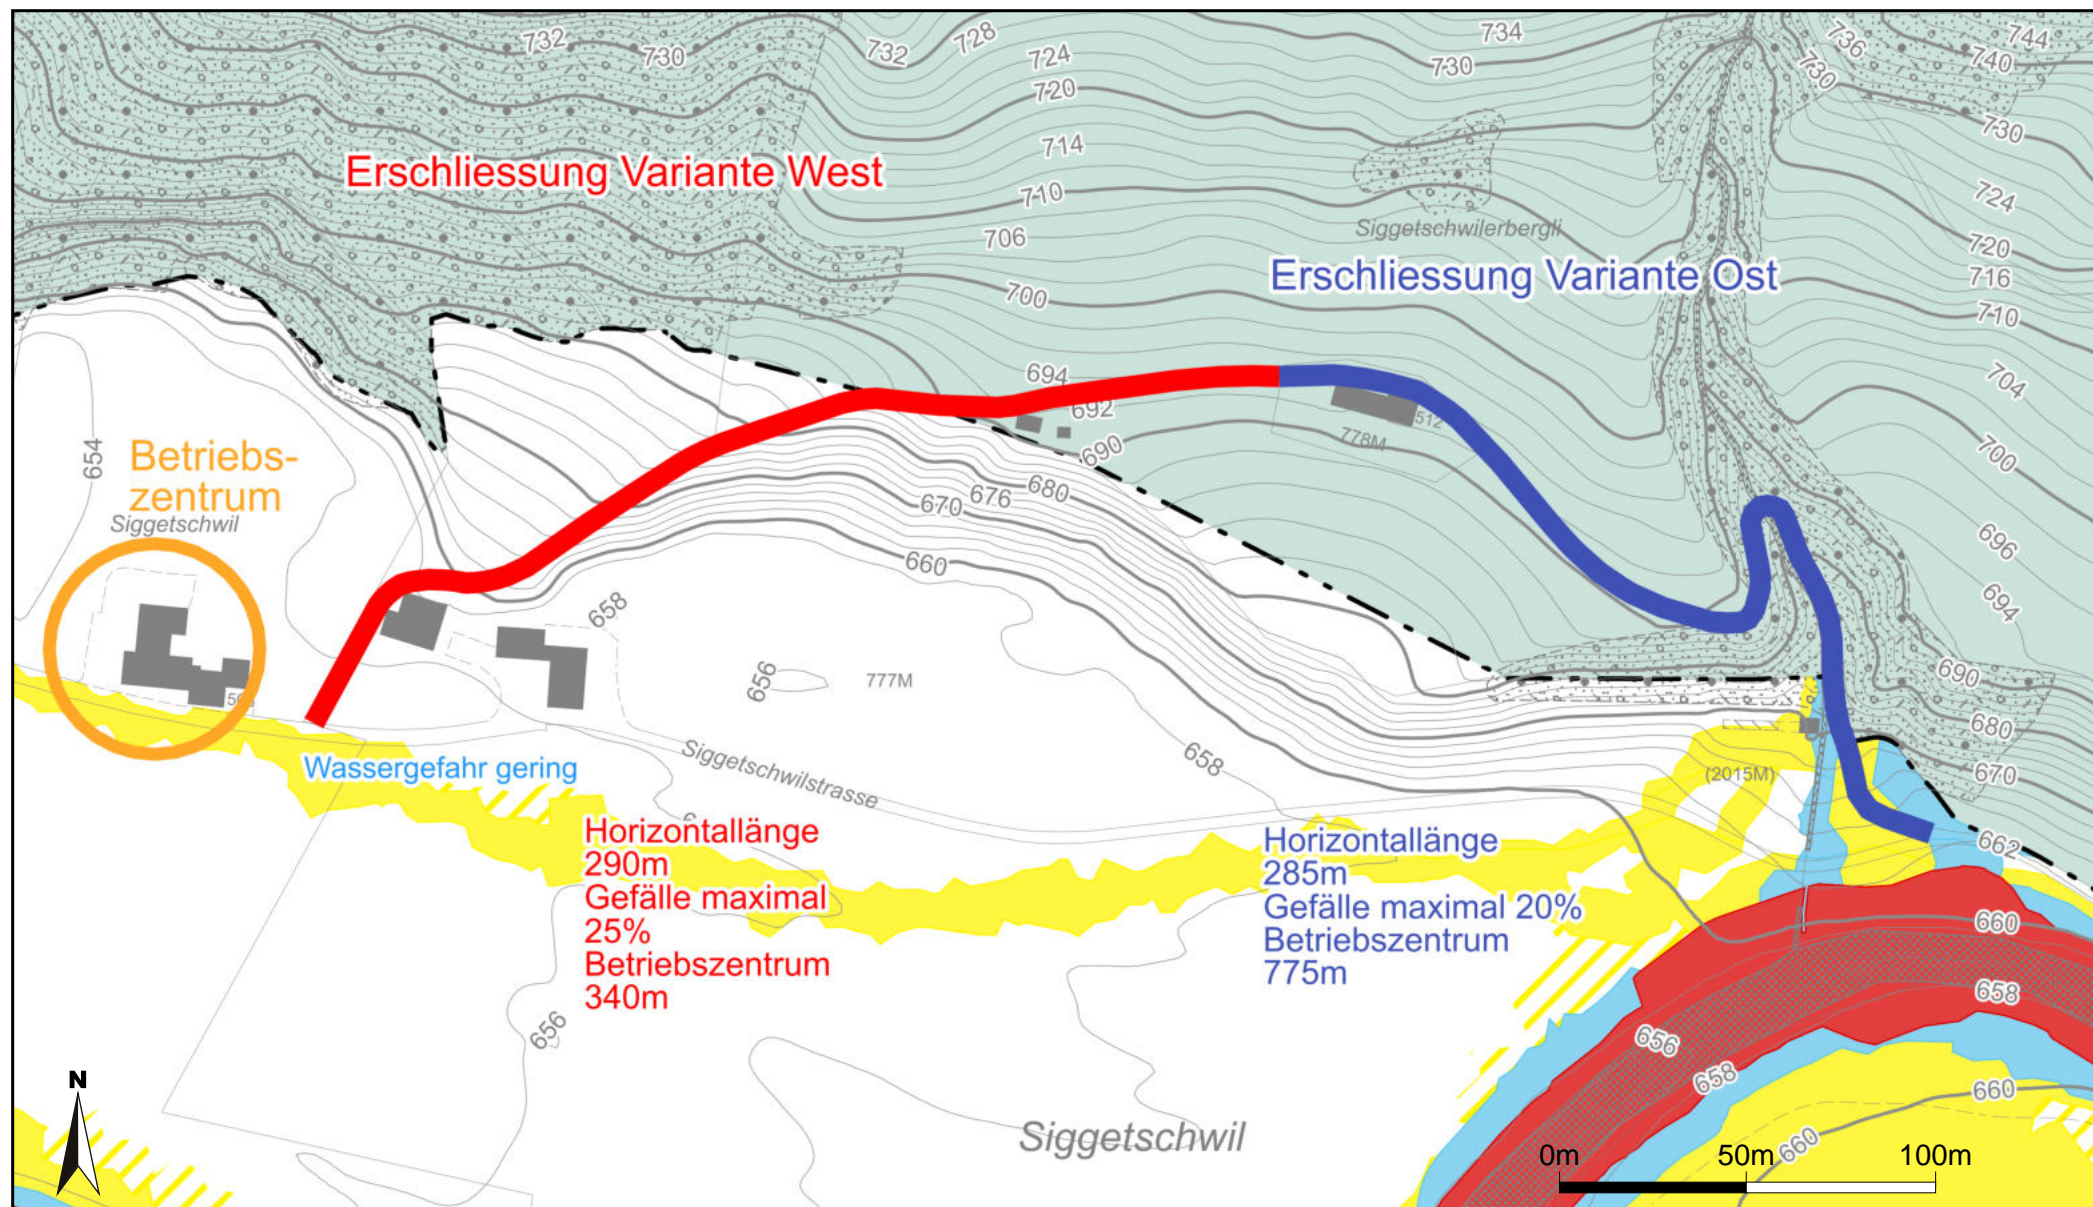 732
730
732
728
724
734
730
736
730
744
740
720
714
710
706
700
730
724
720
716
710
704
700
696
694
Erschliessung Variante West
Siggetschwilerbergli
Erschliessung Variante Ost
694
692
690
512
778M
654
Betriebs-
zentrum
Siggetschwil
680
676
670
660
658
656
777M
Siggetschwilstrasse
658
690
680
670
(2015M)
662
Wassergefahr gering
Horizontallänge
290m
Gefälle maximal
25%
Betriebszentrum
340m
Horizontallänge
285m
Gefälle maximal 20%
Betriebszentrum
775m
660
658
656
658
660
656
660
N
Siggetschwil
0m
50m
100m